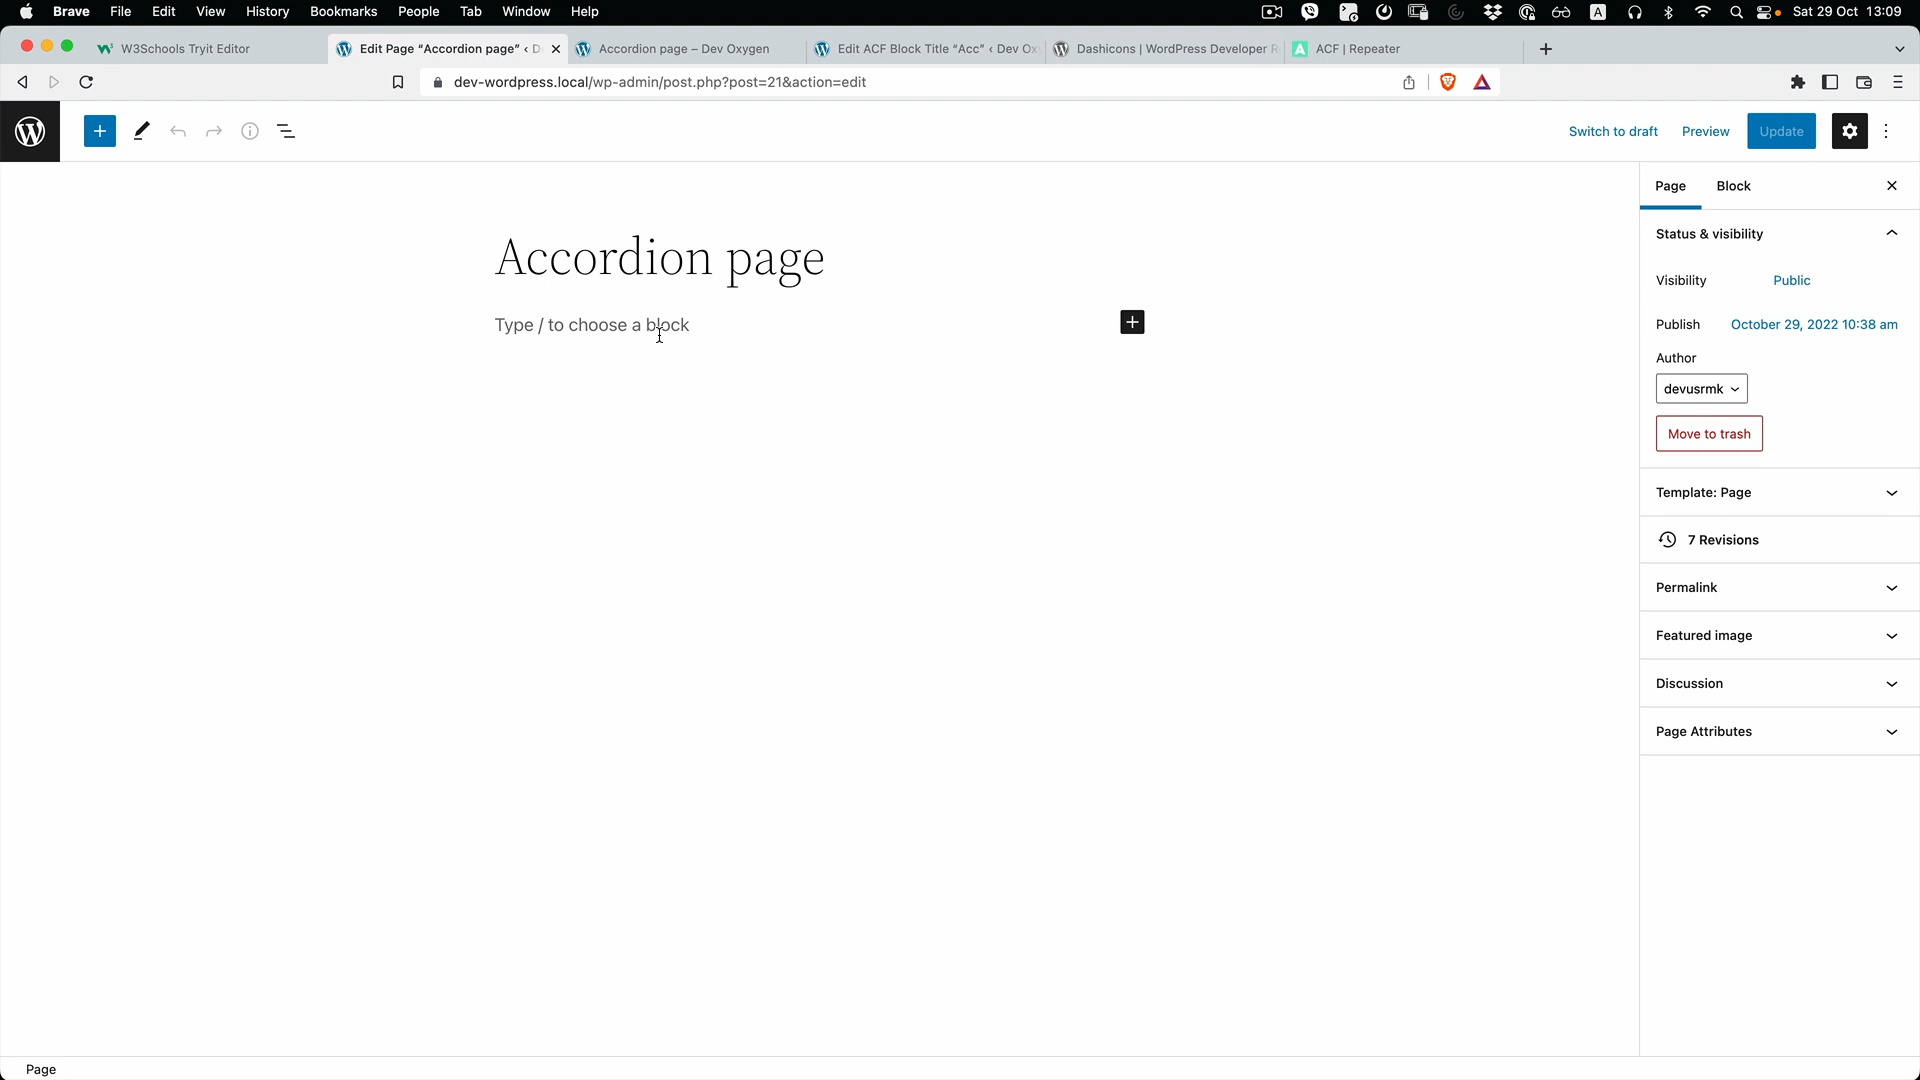 Brave File Edit View History Bookmarks People Tab Window Help A Sat 29 Oct 13:09
W3Schools Tryit Editor Edit Page “Accordion page” ‹ D Accordion page – Dev Oxygen Edit ACF Block Title “Acc” ‹ Dev Ox Dashicons | WordPress Developer R A ACF | Repeater
dev-wordpress.local/wp-admin/post.php?post=21&action=edit
Switch to draft Preview Update
Page Block
Status & visibility
Accordion page
Visibility Public
Type / to choose a block
Publish October 29, 2022 10:38 am
Author
devusrmk
Move to trash
Template: Page
7 Revisions
Permalink
Featured image
Discussion
Page Attributes
Page